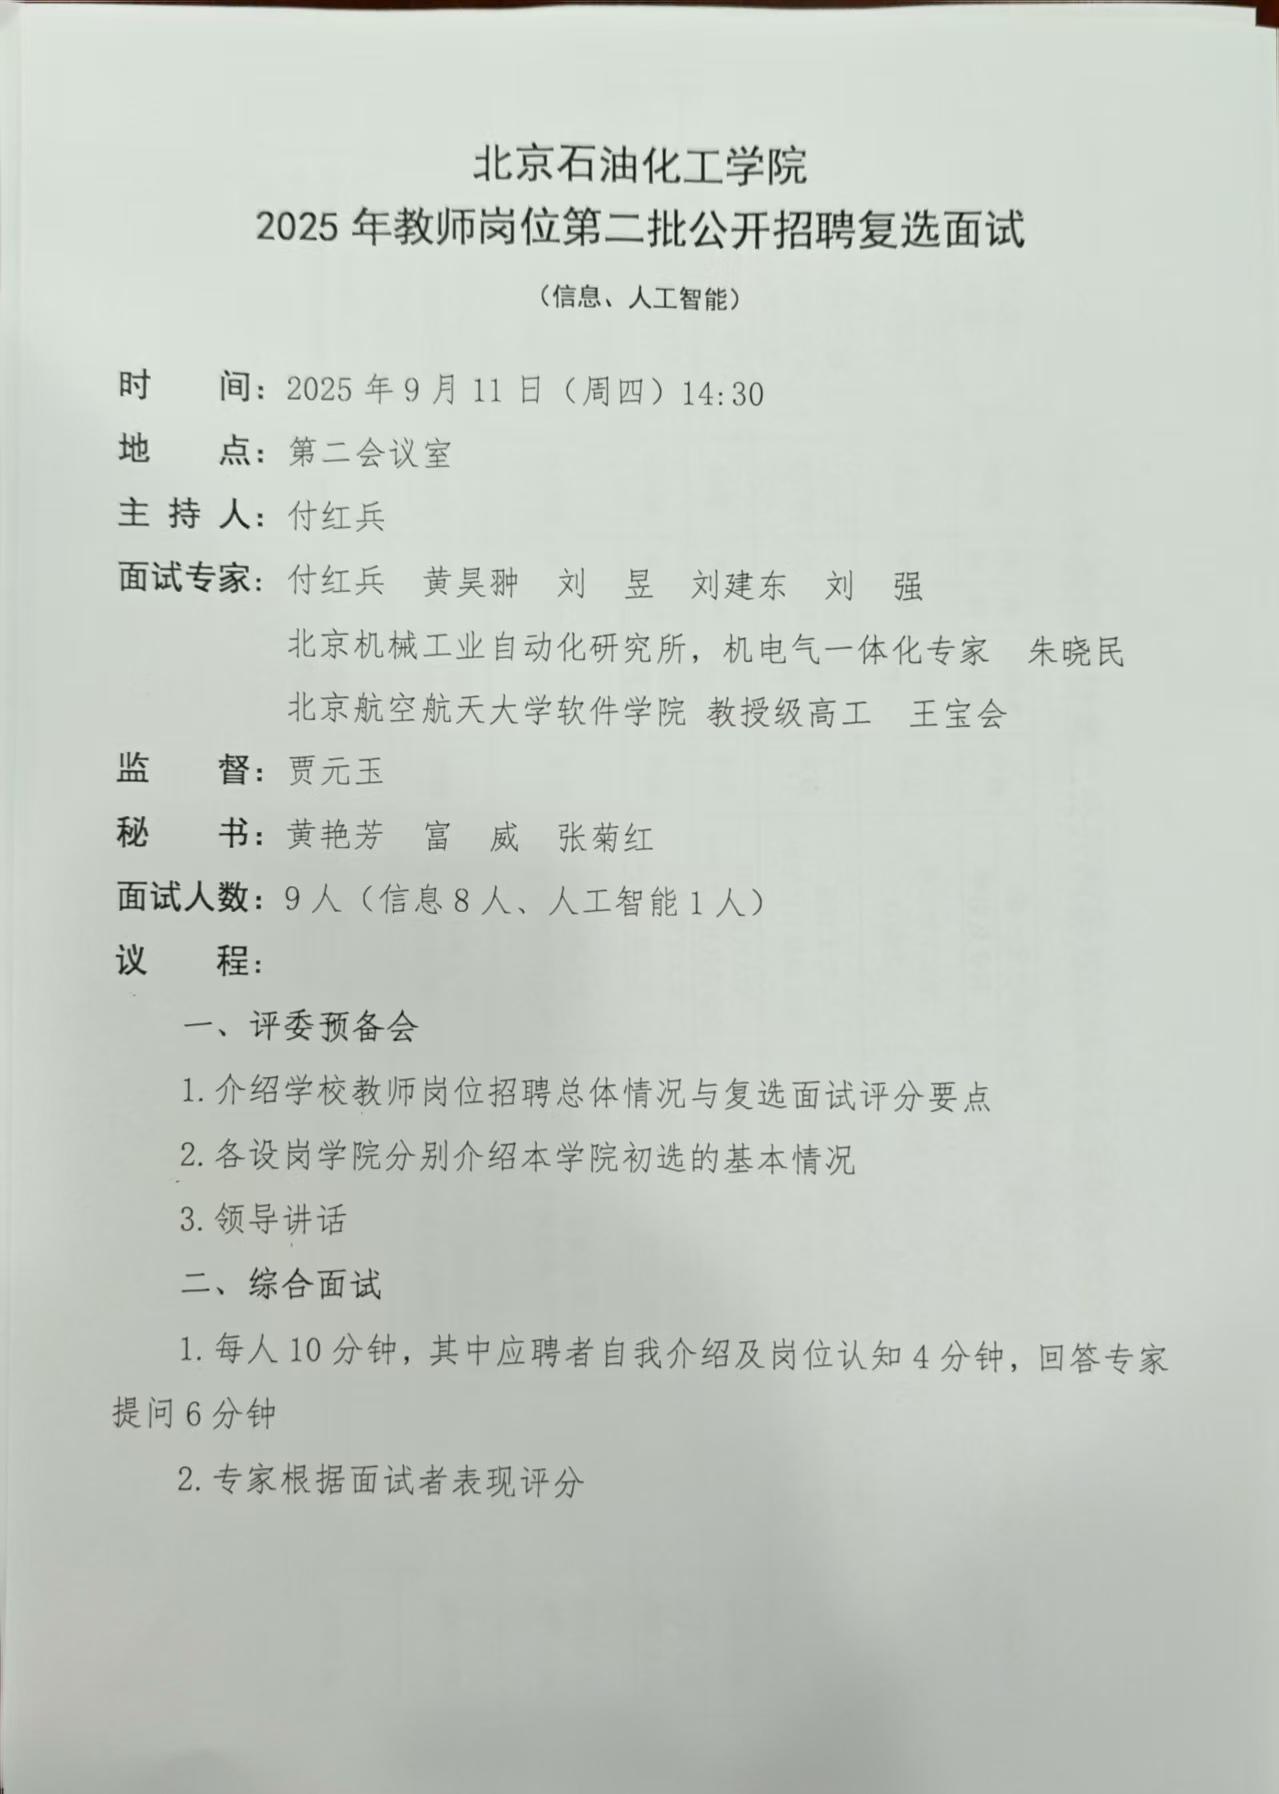 北京石油化工学院
2025年教师岗位第二批公开招聘复选面试
（信息、人工智能）
时　　间：2025年9月11日（周四）14:30
地　　点：第二会议室
主 持 人：付红兵
面试专家：付红兵　黄昊翀　刘　昱　刘建东　刘　强
北京机械工业自动化研究所，机电气一体化专家　朱晓民
北京航空航天大学软件学院 教授级高工　王宝会
监　　督：贾元玉
秘　　书：黄艳芳　富　威　张菊红
面试人数：9人（信息8人、人工智能1人）
议　　程：
一、评委预备会
1.介绍学校教师岗位招聘总体情况与复选面试评分要点
2.各设岗学院分别介绍本学院初选的基本情况
3.领导讲话
二、综合面试
1.每人10分钟，其中应聘者自我介绍及岗位认知4分钟，回答专家
提问6分钟
2.专家根据面试者表现评分